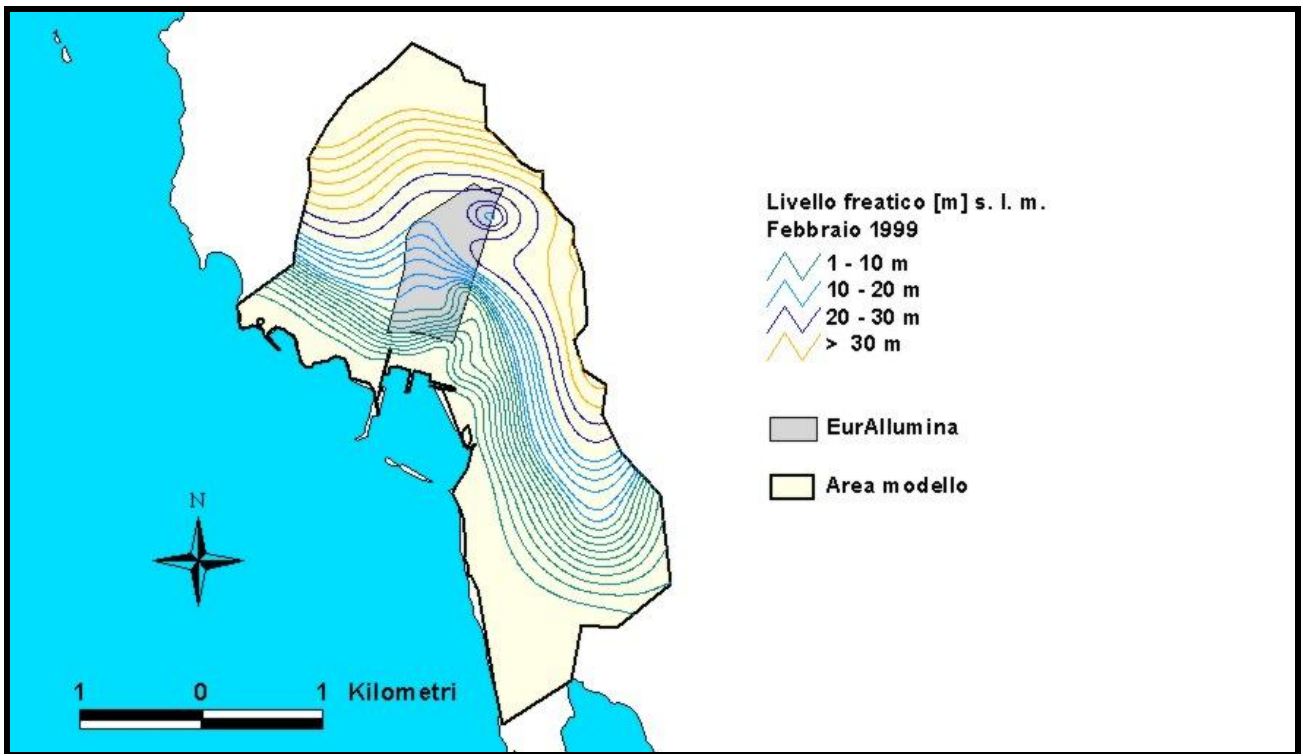 Livello freatico [m] s. l. m.
Febbraio 1999
1 - 10 m
10 - 20 m
20 - 30 m
> 30 m
EurAllumina
Area modello
N
1 0 1 Kilometri